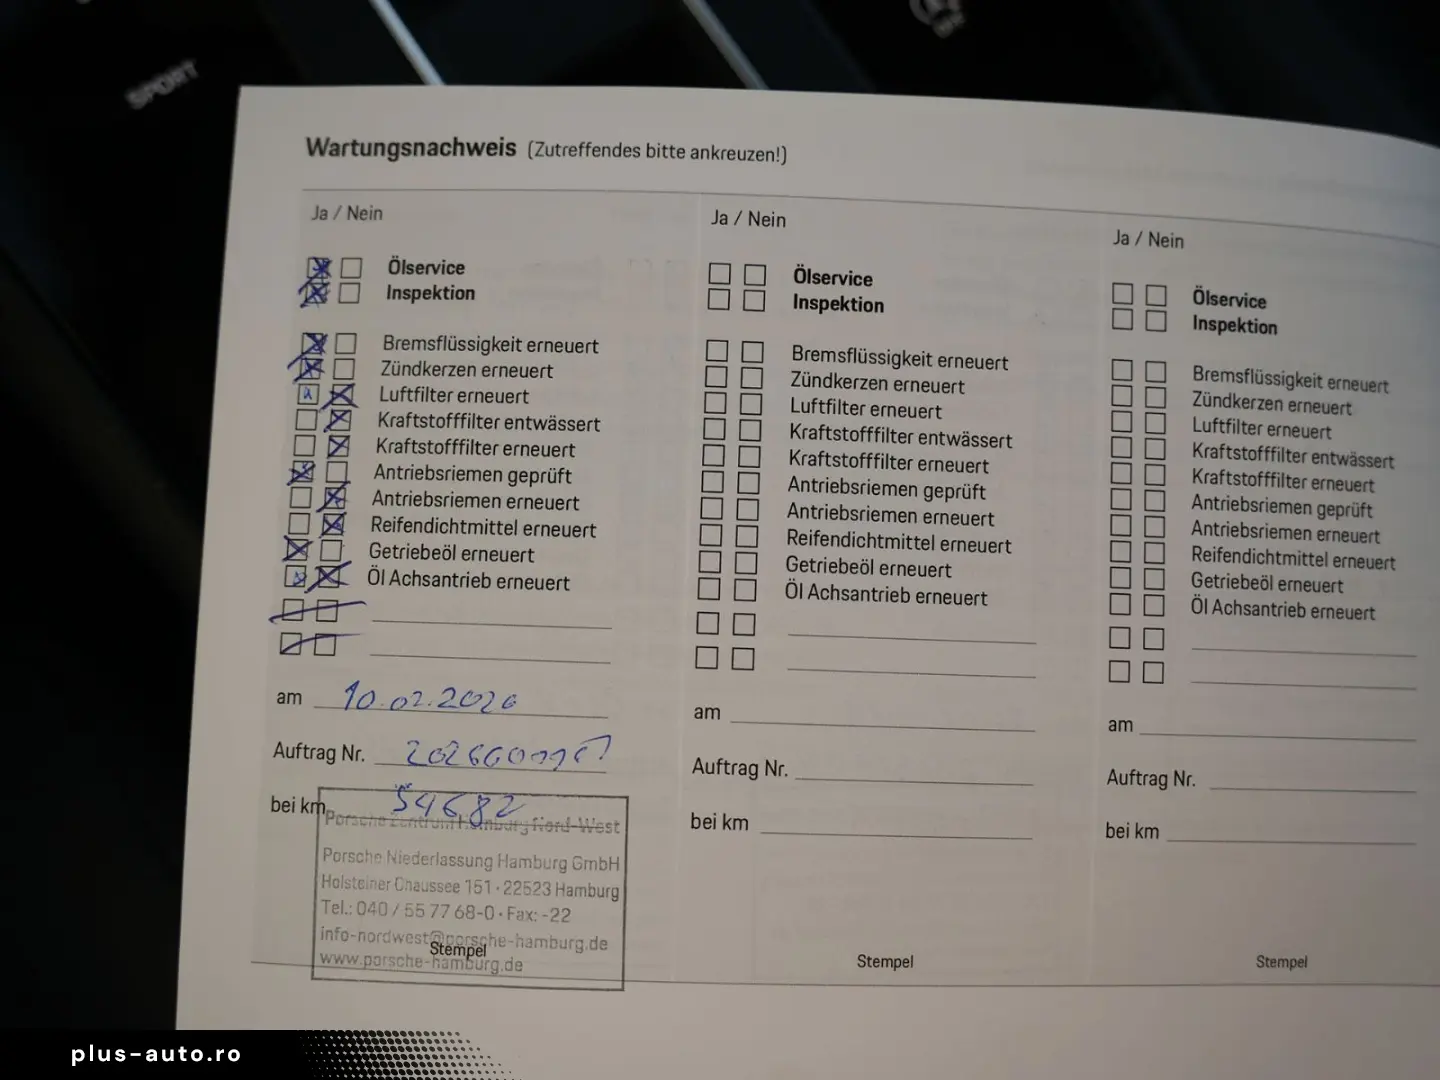 SPORT
Wartungsnachweis (Zutreffendes bitte ankreuzen!)
Ja / Nein
Ölservice
Inspektion
Bremsflüssigkeit erneuert
Zündkerzen erneuert
Luftfilter erneuert
Kraftstofffilter entwässert
Kraftstofffilter erneuert
Antriebsriemen geprüft
Antriebsriemen erneuert
Reifendichtmittel erneuert
Getriebeöl erneuert
Öl Achsantrieb erneuert
am 10.02.2026
Auftrag Nr.
bei km 54682
Porsche Zentrum Hamburg Nord-West
Porsche Niederlassung Hamburg GmbH
Holsteiner Chaussee 151 · 22523 Hamburg
Tel.: 040 / 55 77 68-0 · Fax: -22
info-nordwest@porsche-hamburg.de
Stempel
www.porsche-hamburg.de
Ja / Nein
Ölservice
Inspektion
Bremsflüssigkeit erneuert
Zündkerzen erneuert
Luftfilter erneuert
Kraftstofffilter entwässert
Kraftstofffilter erneuert
Antriebsriemen geprüft
Antriebsriemen erneuert
Reifendichtmittel erneuert
Getriebeöl erneuert
Öl Achsantrieb erneuert
am
Auftrag Nr.
bei km
Stempel
Ja / Nein
Ölservice
Inspektion
Bremsflüssigkeit erneuert
Zündkerzen erneuert
Luftfilter erneuert
Kraftstofffilter entwässert
Kraftstofffilter erneuert
Antriebsriemen geprüft
Antriebsriemen erneuert
Reifendichtmittel erneuert
Getriebeöl erneuert
Öl Achsantrieb erneuert
am
Auftrag Nr.
bei km
Stempel
plus-auto.ro